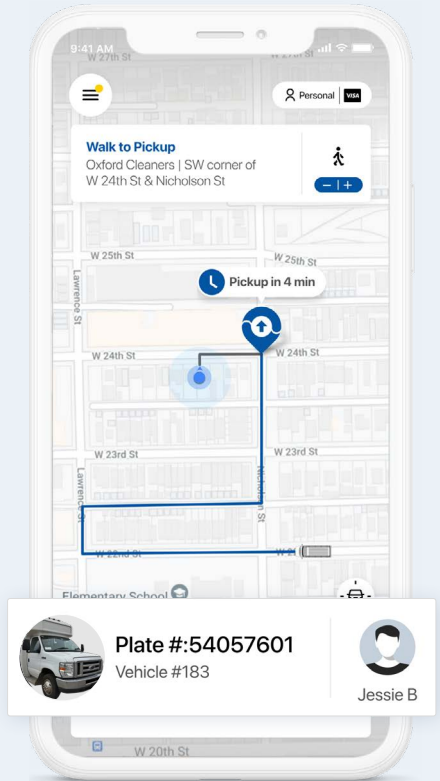 9:41 AM
W 27th St
Personal
VISA
Walk to Pickup
Oxford Cleaners | SW corner of
W 24th St & Nicholson St
W 25th St
W 25th St
Lawrence St
Pickup in 4 min
W 24th St
W 24th St
W 23rd St
W 23rd St
Lawrence St
Nicholson St
W 22nd St
Elementary School
Plate #:54057601
Vehicle #183
Jessie B
W 20th St